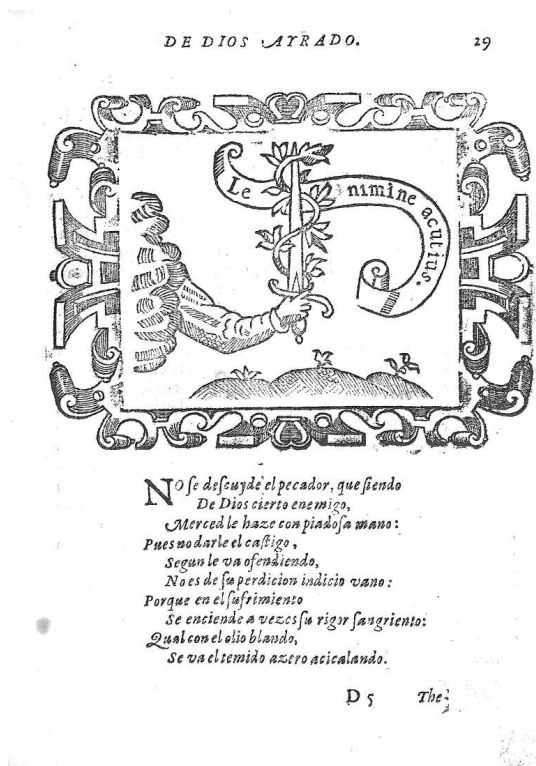 DE DIOS AYRADO. 29
Le nimine acutius.
NO ſe deſcuyde el pecador, que ſiendo
De Dios cierto enemigo,
Merced le haze con piadoſa mano:
Pues no darle el caſtigo,
Segun le va ofendiendo,
No es de ſu perdicion indicio vano:
Porque en el ſufrimiento
Se enciende a vezes ſu rigor ſangriento:
Qual con el olio blando,
Se va el temido azero acicalando.
D 5 The-